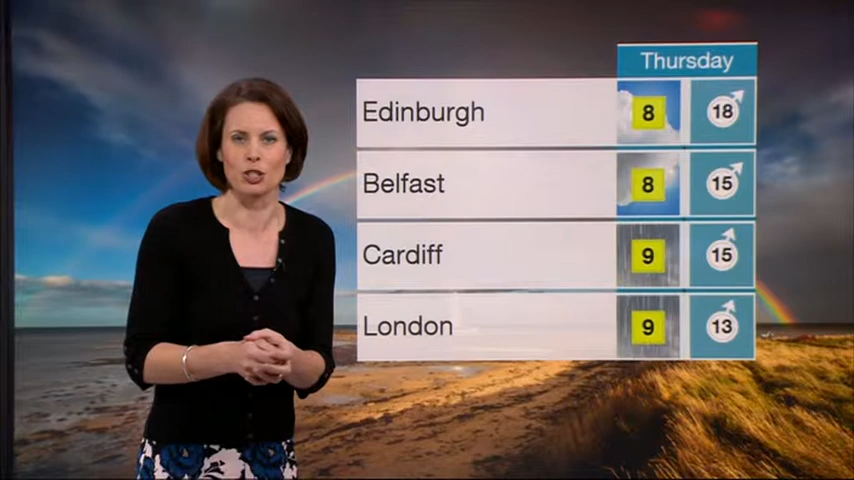 Thursday
Edinburgh 8 18
Belfast 8 15
Cardiff 9 15
London 9 13